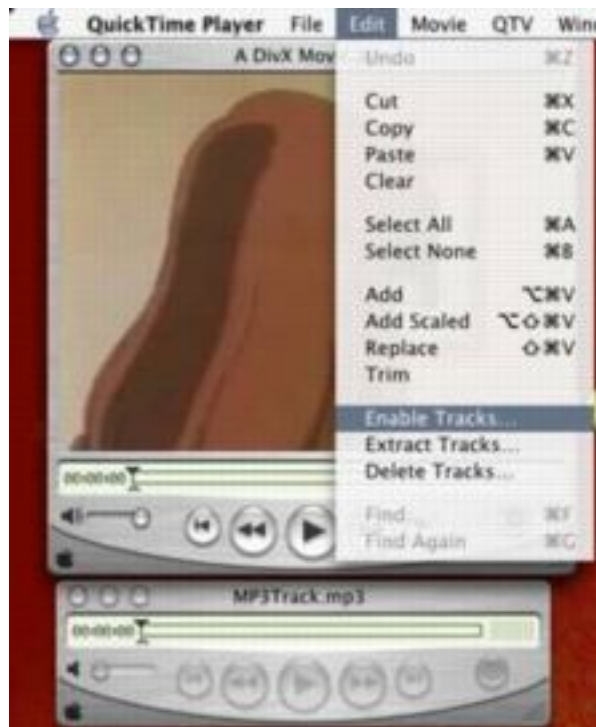 QuickTime Player File Edit Movie QTV
A DivX Mov
Undo ⌘Z
Cut ⌘X
Copy ⌘C
Paste ⌘V
Clear
Select All ⌘A
Select None ⌘B
Add ⌥⌘V
Add Scaled ⌥⇧⌘V
Replace ⇧⌘V
Trim
Enable Tracks...
Extract Tracks...
Delete Tracks...
Find... ⌘F
Find Again ⌘G
00:00:00
MP3Track.mp3
00:00:00